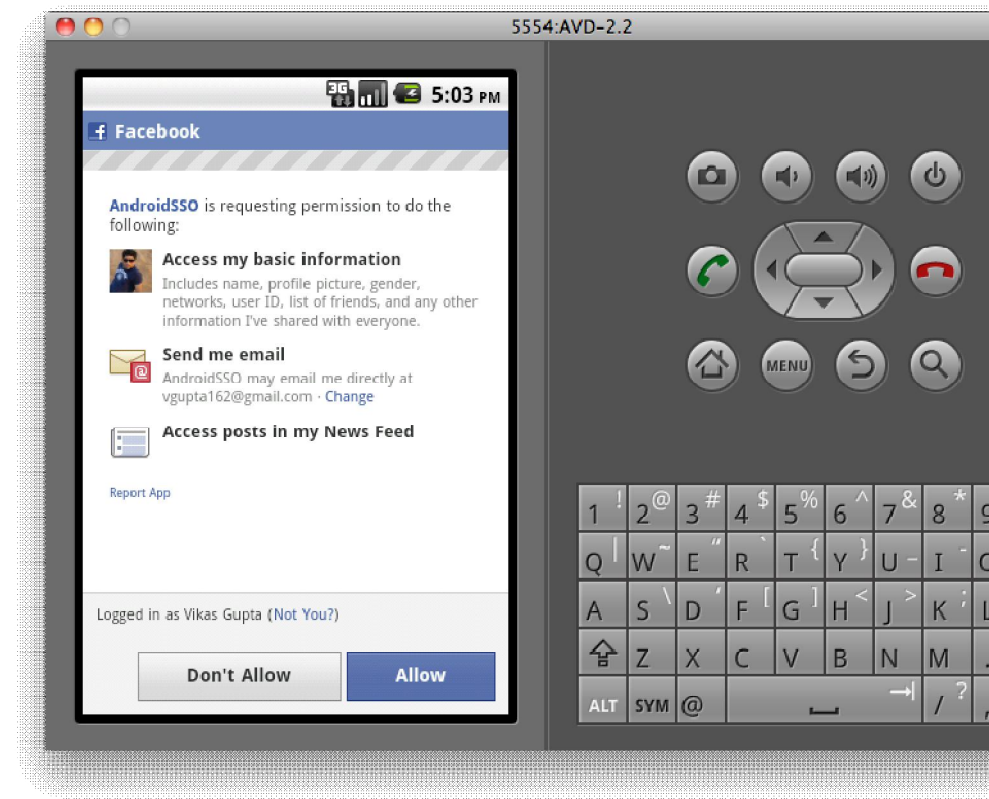 5554:AVD-2.2
3G 5:03 PM
f Facebook
AndroidSSO is requesting permission to do the
following:
Access my basic information
Includes name, profile picture, gender,
networks, user ID, list of friends, and any other
information I've shared with everyone.
Send me email
@
AndroidSSO may email me directly at
vgupta162@gmail.com · Change
Access posts in my News Feed
Report App
Logged in as Vikas Gupta (Not You?)
Don't Allow Allow
MENU
1 ! 2 @ 3 # 4 $ 5 % 6 ^ 7 & 8 * 9
Q | W ~ E " R ` T { Y } U _ I - O
A S \ D ' F [ G ] H < J > K ; L
Z X C V B N M .
ALT SYM @ / ? ,